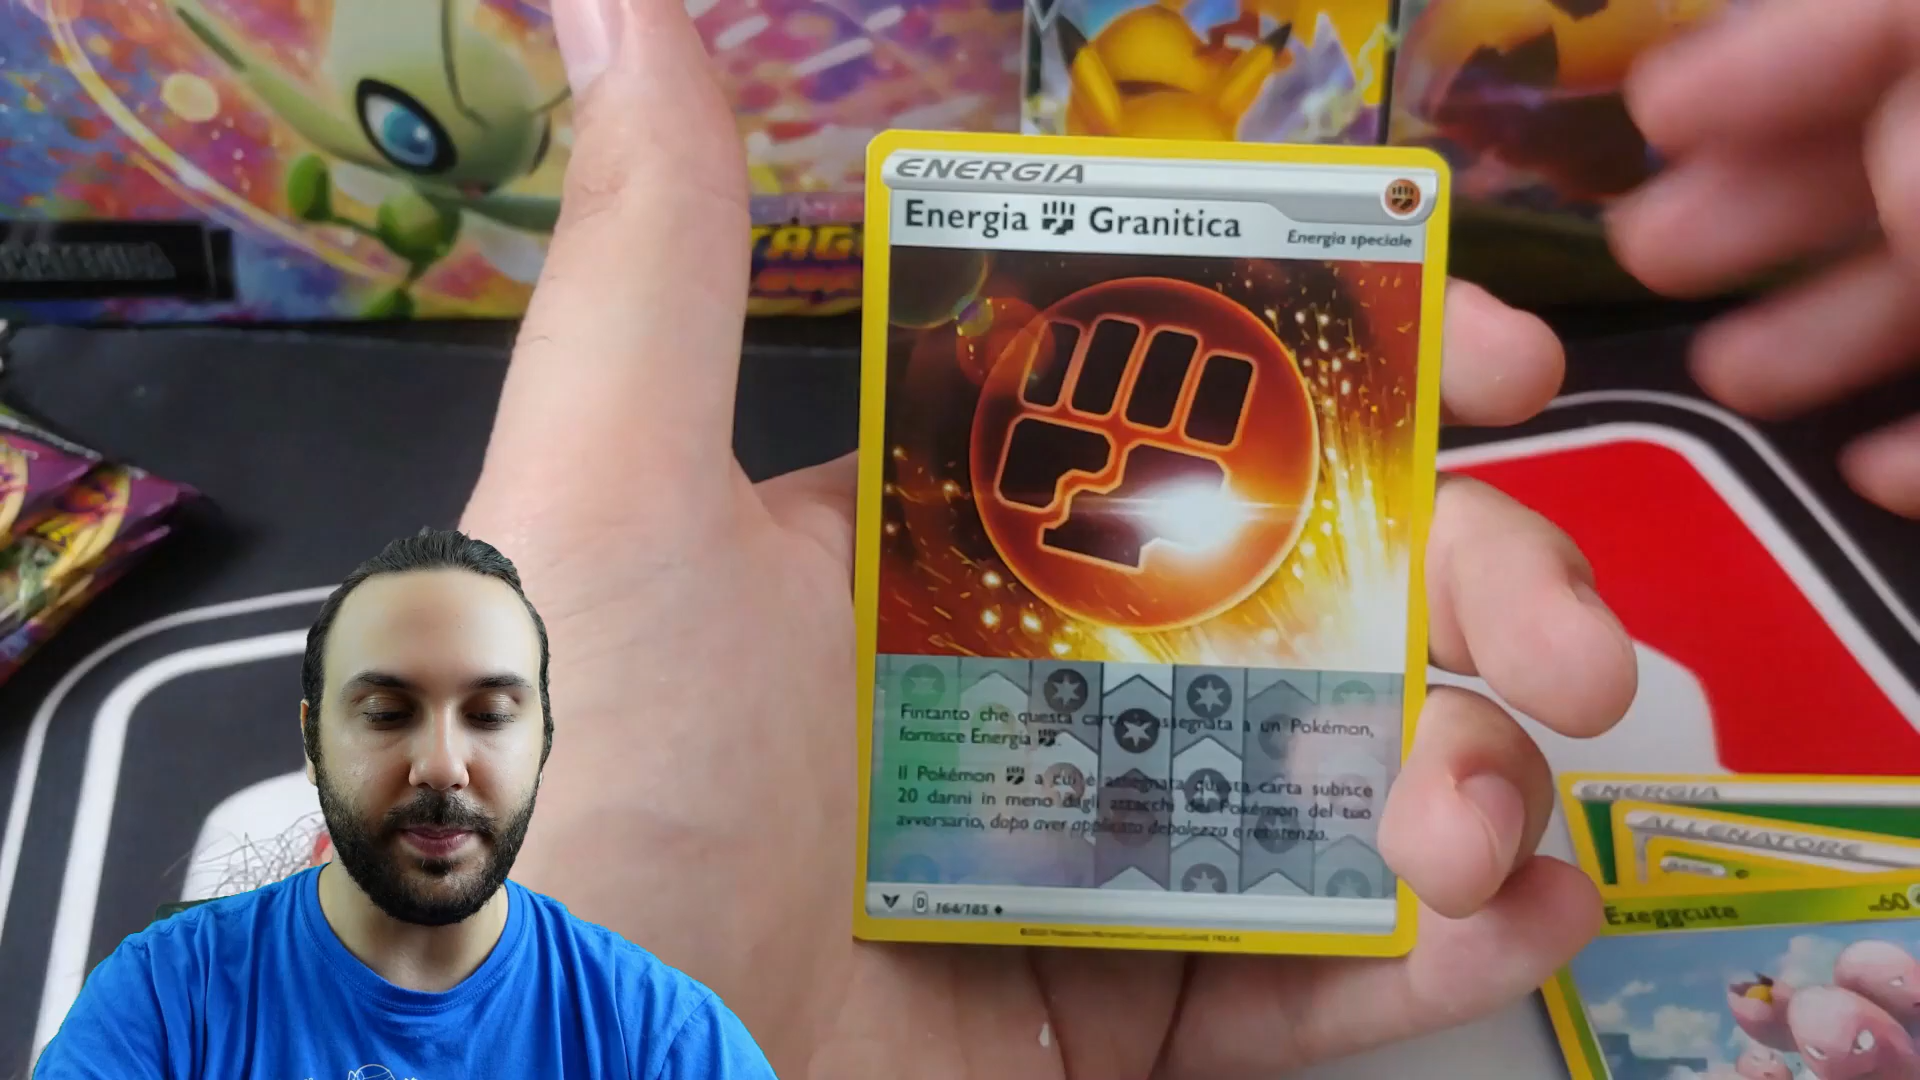 ENERGIA
Energia Granitica
Energia speciale
Fintanto che questa carta è assegnata a un Pokémon,
fornisce Energia
Il Pokémon a cui è assegnata questa carta subisce
20 danni in meno dagli attacchi dei Pokémon del tuo
avversario, dopo aver applicato debolezza e resistenza.
D 164/185
ENERGIA
ALLENATORE
Exeggcute
60